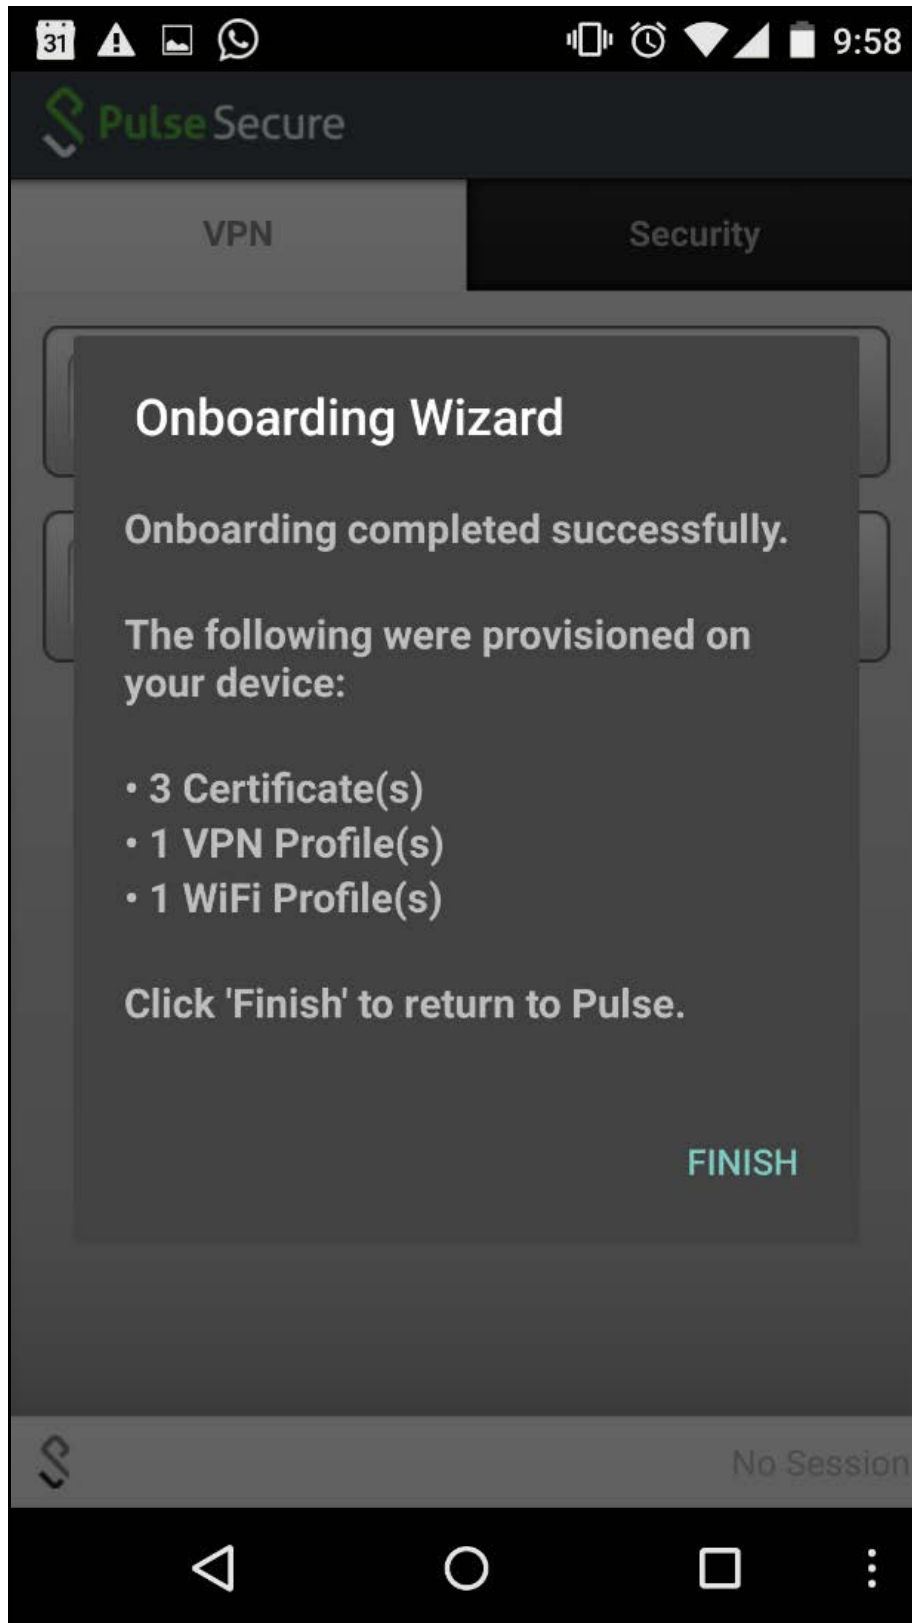 31
9:58
Pulse Secure
VPN
Security
Onboarding Wizard
Onboarding completed successfully.
The following were provisioned on
your device:
• 3 Certificate(s)
• 1 VPN Profile(s)
• 1 WiFi Profile(s)
Click 'Finish' to return to Pulse.
FINISH
No Session